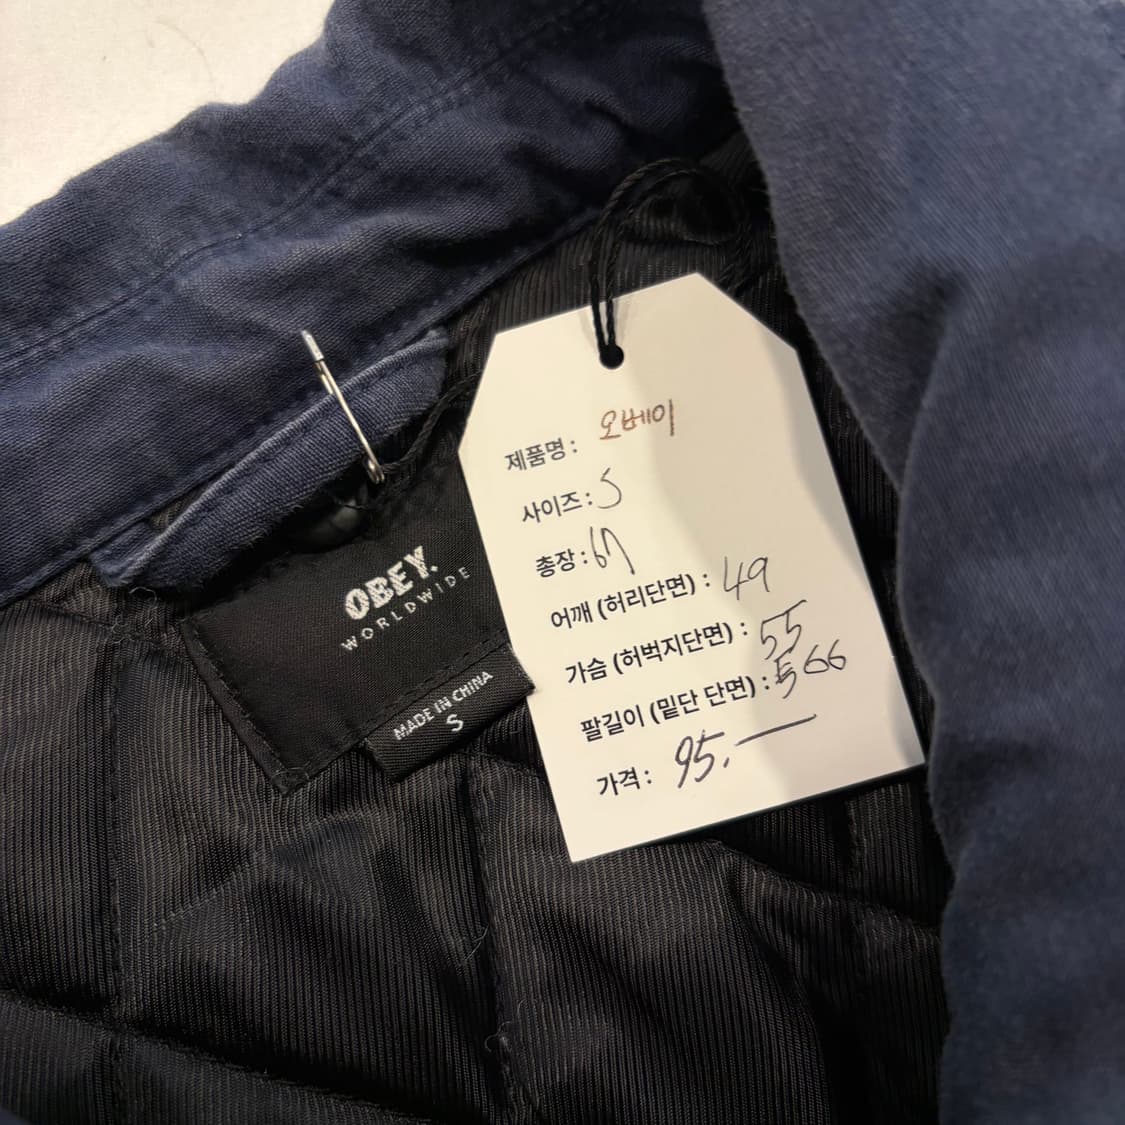 OBEY.
WORLDWIDE
MADE IN CHINA
S
제품명 : 오베이
사이즈 : S
총장 : 67
어깨 (허리단면) : 49
가슴 (허벅지단면) : 55
팔길이 (밑단 단면) : 66
가격 : 95.—